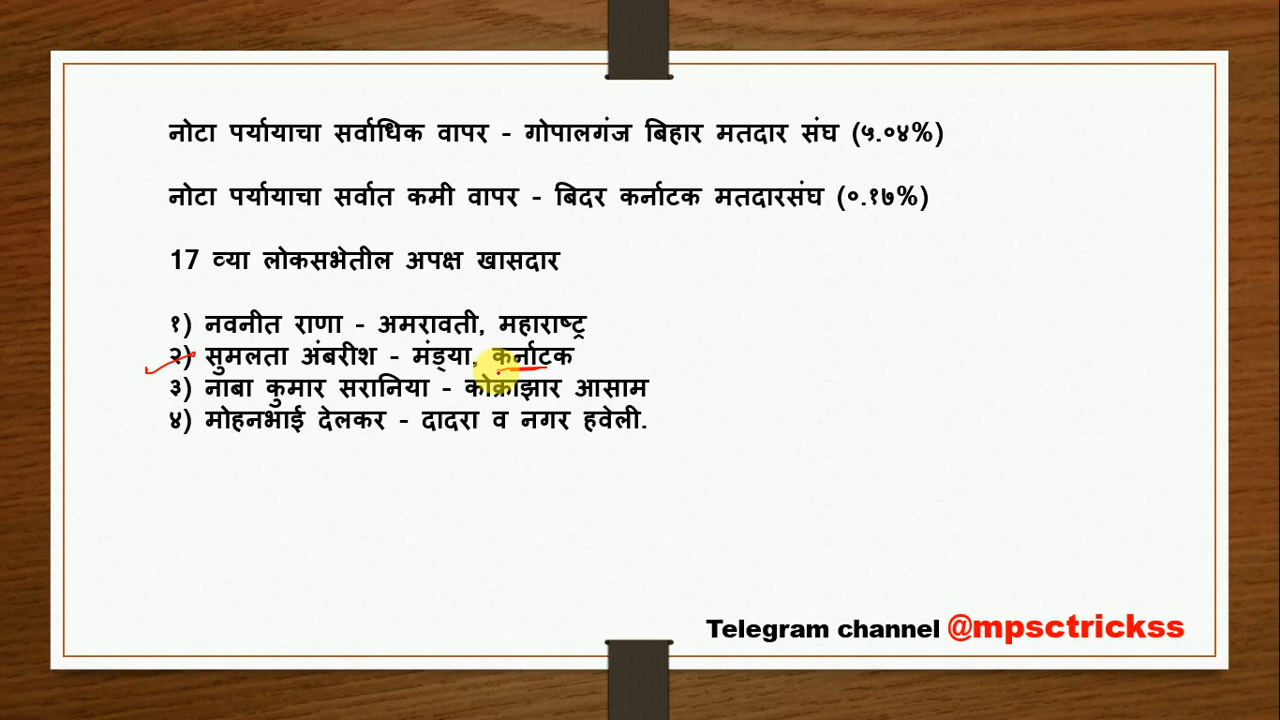 नोटा पर्यायाचा सर्वाधिक वापर - गोपालगंज बिहार मतदार संघ (५.०४%)
नोटा पर्यायाचा सर्वात कमी वापर - बिदर कर्नाटक मतदारसंघ (०.१७%)
17 व्या लोकसभेतील अपक्ष खासदार
१) नवनीत राणा - अमरावती, महाराष्ट्र
२) सुमलता अंबरीश - मंड्या, कर्नाटक
३) नाबा कुमार सरानिया - कोक्राझार आसाम
४) मोहनभाई देलकर - दादरा व नगर हवेली.
Telegram channel @mpsctrickss